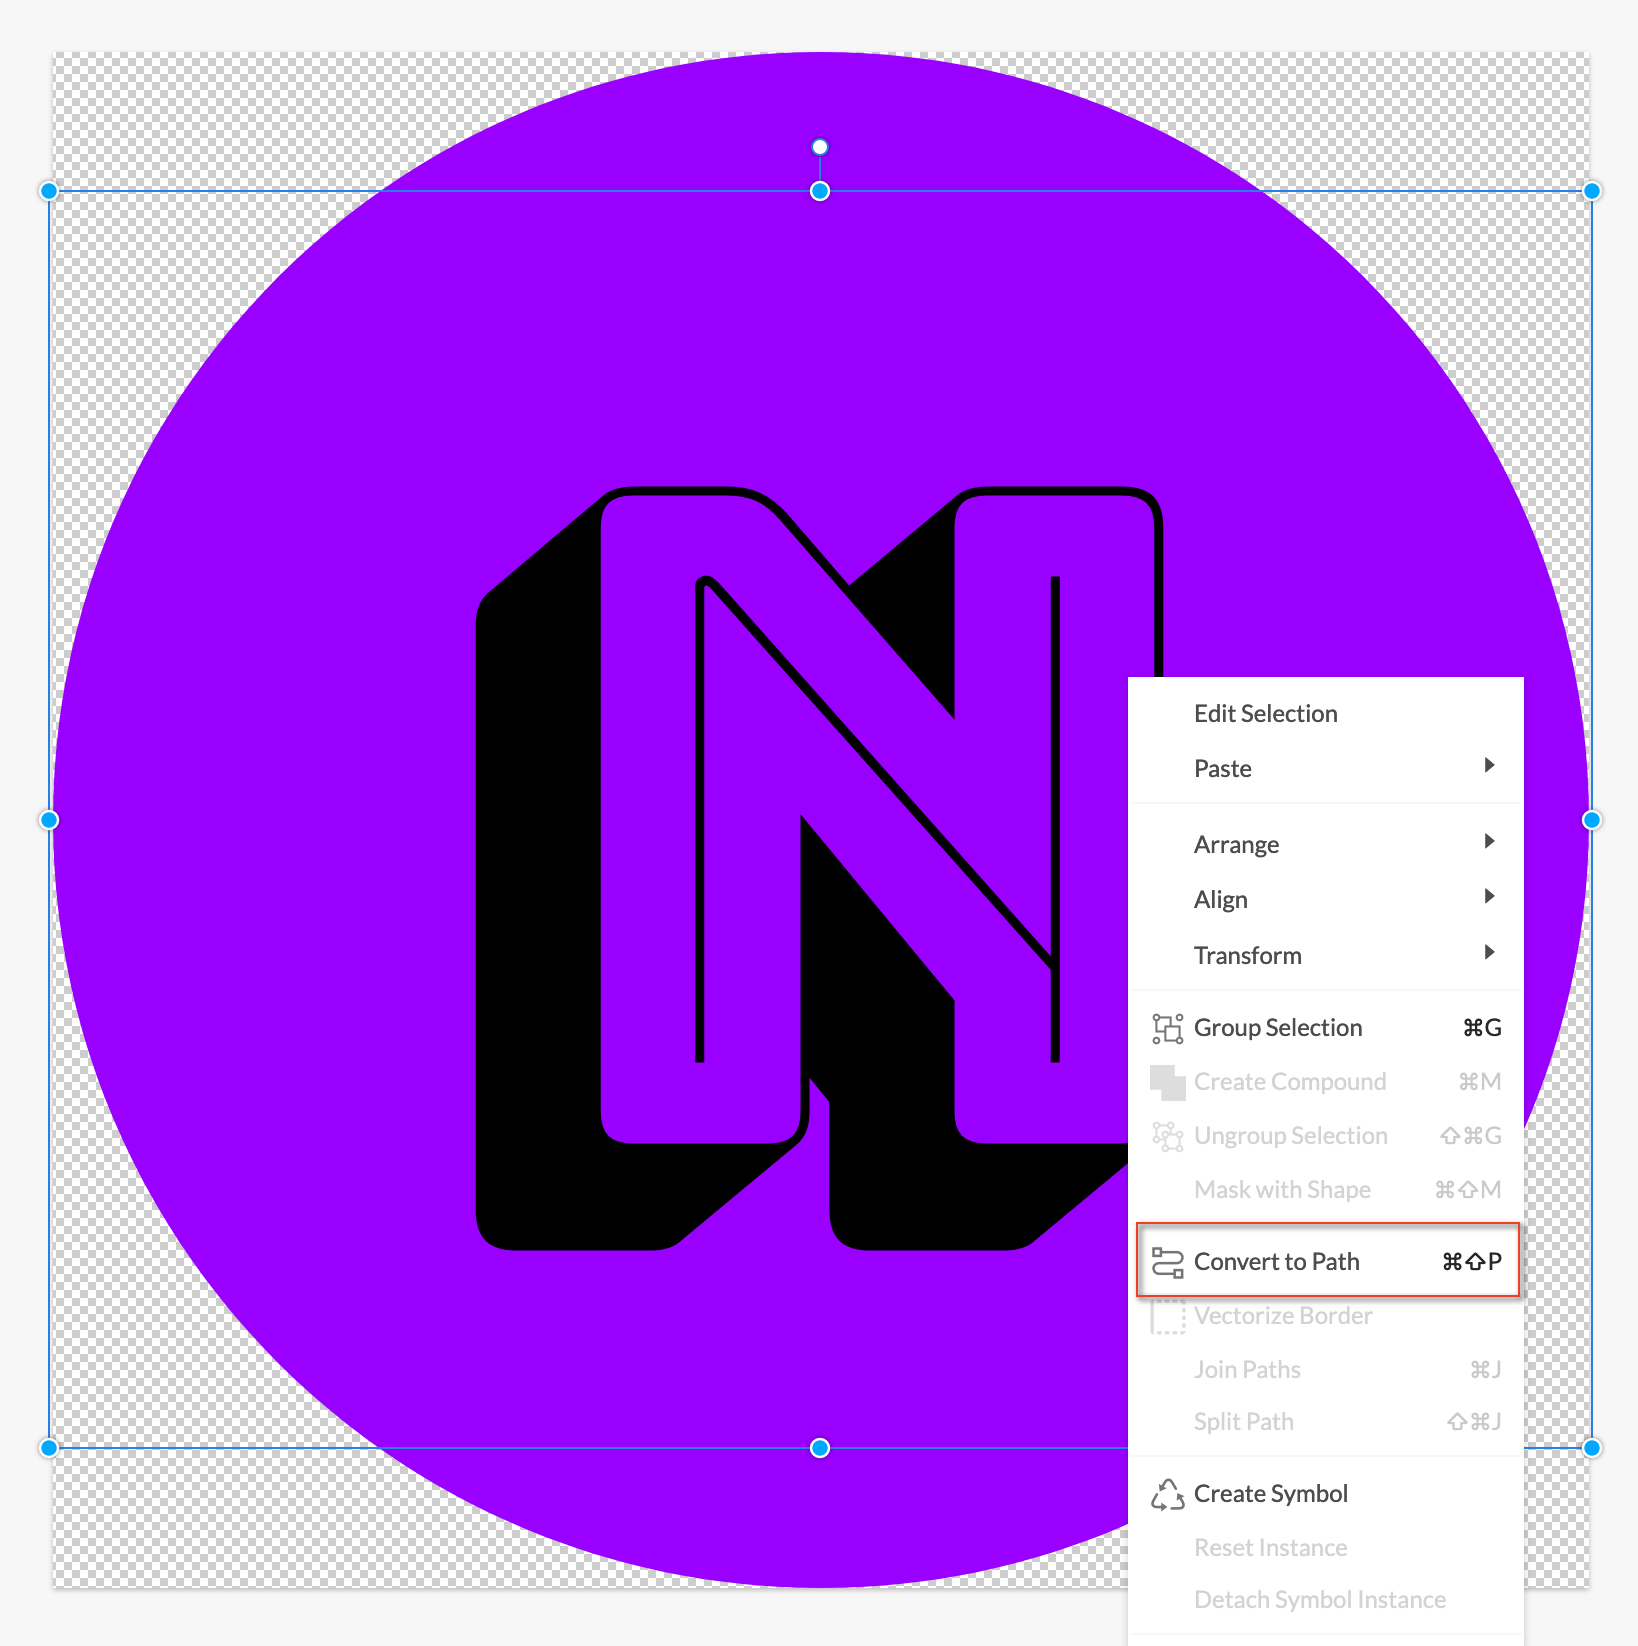 N
Edit Selection
Paste
Arrange
Align
Transform
Group Selection ⌘G
Create Compound ⌘M
Ungroup Selection ⇧⌘G
Mask with Shape ⌘⇧M
Convert to Path ⌘⇧P
Vectorize Border
Join Paths ⌘J
Split Path ⇧⌘J
Create Symbol
Reset Instance
Detach Symbol Instance